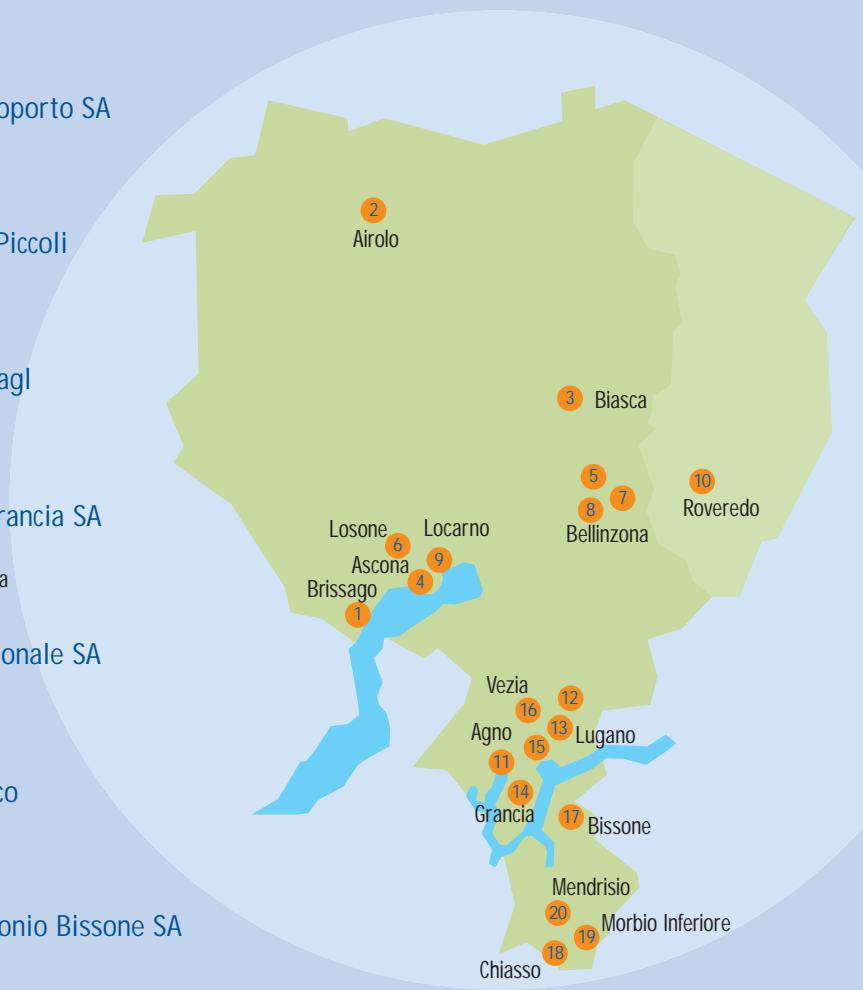 oporto SA
2
Airolo
Piccoli
agl
3 Biasca
5
10
7
8
Roveredo
rancia SA
Bellinzona
Losone Locarno
6
9
Ascona
a
4
Brissago
1
onale SA
Vezia 12
16
13
Agno Lugano
15
11
co
14
Grancia
17 Bissone
Mendrisio
20
onio Bissone SA
Morbio Inferiore
19
18
Chiasso